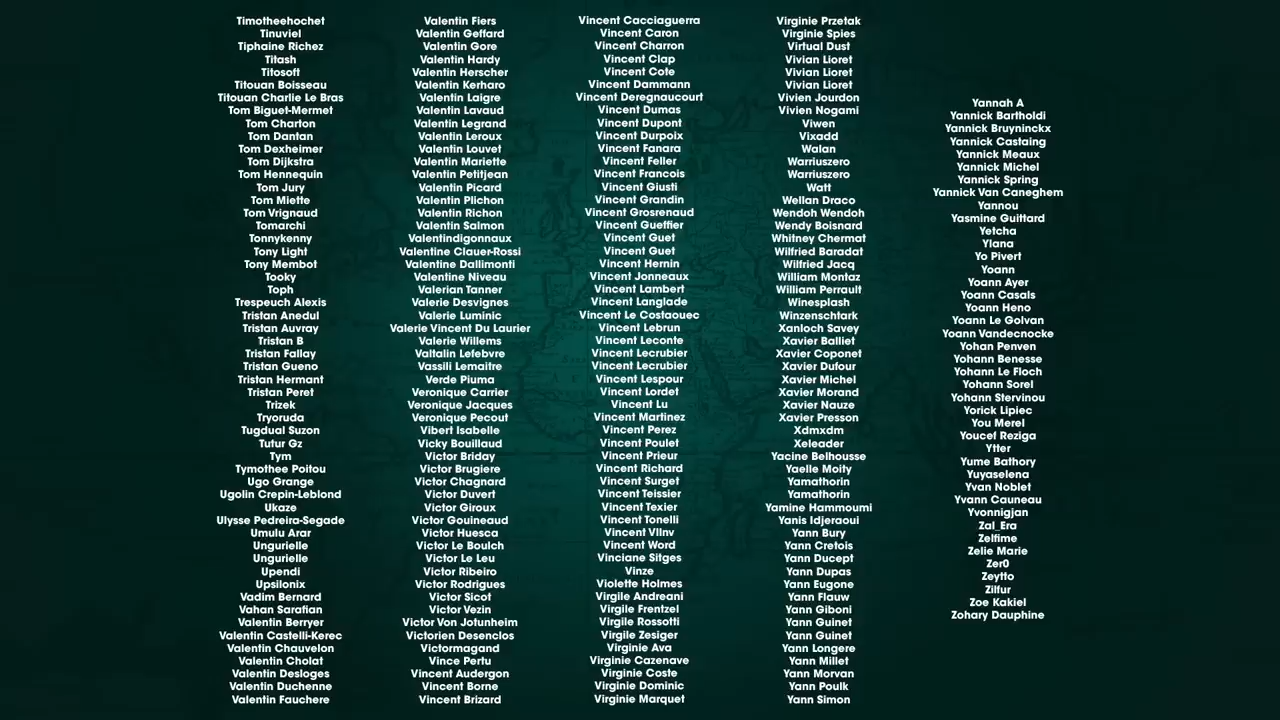 Timotheehochet
Tinuviel
Tiphaine Richez
Titash
Titosoft
Titouan Boisseau
Titouan Charlie Le Bras
Tom Biguet-Mermet
Tom Charton
Tom Dantan
Tom Dexheimer
Tom Dijkstra
Tom Hennequin
Tom Jury
Tom Miette
Tom Vrignaud
Tomarchi
Tonnykenny
Tony Light
Tony Membot
Tooky
Toph
Trespeuch Alexis
Tristan Anedul
Tristan Auvray
Tristan B
Tristan Fallay
Tristan Gueno
Tristan Hermant
Tristan Peret
Trizek
Tryoruda
Tugdual Suzon
Tutur Gz
Tym
Tymothee Poitou
Ugo Grange
Ugolin Crepin-Leblond
Ukaze
Ulysse Pedreira-Segade
Umulu Arar
Ungurielle
Ungurielle
Upendi
Upsilonix
Vadim Bernard
Vahan Sarafian
Valentin Berryer
Valentin Castelli-Kerec
Valentin Chauvelon
Valentin Cholat
Valentin Desloges
Valentin Duchenne
Valentin Fauchere
Valentin Fiers
Valentin Geffard
Valentin Gore
Valentin Hardy
Valentin Herscher
Valentin Kerharo
Valentin Laigre
Valentin Lavaud
Valentin Legrand
Valentin Leroux
Valentin Louvet
Valentin Mariette
Valentin Petitjean
Valentin Picard
Valentin Plichon
Valentin Richon
Valentin Salmon
Valentindigonnaux
Valentine Clauer-Rossi
Valentine Dallimonti
Valentine Niveau
Valerian Tanner
Valerie Desvignes
Valerie Luminic
Valerie Vincent Du Laurier
Valerie Willems
Valtalin Lefebvre
Vassili Lemaitre
Verde Piuma
Veronique Carrier
Veronique Jacques
Veronique Pecout
Vibert Isabelle
Vicky Bouillaud
Victor Briday
Victor Brugiere
Victor Chagnard
Victor Duvert
Victor Giroux
Victor Gouineaud
Victor Huesca
Victor Le Boulch
Victor Le Leu
Victor Ribeiro
Victor Rodrigues
Victor Sicot
Victor Vezin
Victor Von Jotunheim
Victorien Desenclos
Victormagand
Vince Pertu
Vincent Audergon
Vincent Borne
Vincent Brizard
Vincent Cacciaguerra
Vincent Caron
Vincent Charron
Vincent Clap
Vincent Cote
Vincent Dammann
Vincent Deregnaucourt
Vincent Dumas
Vincent Dupont
Vincent Durpoix
Vincent Fanara
Vincent Feller
Vincent Francois
Vincent Giusti
Vincent Grandin
Vincent Grosrenaud
Vincent Gueffier
Vincent Guet
Vincent Guet
Vincent Hernin
Vincent Jonneaux
Vincent Lambert
Vincent Langlade
Vincent Le Costaouec
Vincent Lebrun
Vincent Leconte
Vincent Lecrubier
Vincent Lecrubier
Vincent Lespour
Vincent Lordet
Vincent Lu
Vincent Martinez
Vincent Perez
Vincent Poulet
Vincent Prieur
Vincent Richard
Vincent Surget
Vincent Teissier
Vincent Texier
Vincent Tonelli
Vincent Vllnv
Vincent Word
Vinciane Sitges
Vinze
Violette Holmes
Virgile Andreani
Virgile Frentzel
Virgile Rossotti
Virgile Zesiger
Virginie Ava
Virginie Cazenave
Virginie Coste
Virginie Dominic
Virginie Marquet
Virginie Przetak
Virginie Spies
Virtual Dust
Vivian Lioret
Vivian Lioret
Vivian Lioret
Vivien Jourdon
Vivien Nogami
Viwen
Vixadd
Walan
Warriuszero
Warriuszero
Watt
Wellan Draco
Wendoh Wendoh
Wendy Boisnard
Whitney Chermat
Wilfried Baradat
Wilfried Jacq
William Montaz
William Perrault
Winesplash
Winzenschtark
Xanloch Savey
Xavier Balliet
Xavier Coponet
Xavier Dufour
Xavier Michel
Xavier Morand
Xavier Nauze
Xavier Presson
Xdmxdm
Xeleader
Yacine Belhousse
Yaelle Moity
Yamathorin
Yamathorin
Yamine Hammoumi
Yanis Idjeraoui
Yann Bury
Yann Cretois
Yann Ducept
Yann Dupas
Yann Eugone
Yann Flauw
Yann Giboni
Yann Guinet
Yann Guinet
Yann Longere
Yann Millet
Yann Morvan
Yann Poulk
Yann Simon
Yannah A
Yannick Bartholdi
Yannick Bruyninckx
Yannick Castaing
Yannick Meaux
Yannick Michel
Yannick Spring
Yannick Van Caneghem
Yannou
Yasmine Guittard
Yetcha
Ylana
Yo Pivert
Yoann
Yoann Ayer
Yoann Casals
Yoann Heno
Yoann Le Golvan
Yoann Vandecnocke
Yohan Penven
Yohann Benesse
Yohann Le Floch
Yohann Sorel
Yohann Stervinou
Yorick Lipiec
You Merel
Youcef Reziga
Ytter
Yume Bathory
Yuyaselena
Yvan Noblet
Yvann Cauneau
Yvonnigjan
Zal_Era
Zelfime
Zelie Marie
Zer0
Zeytto
Zilfur
Zoe Kakiel
Zohary Dauphine